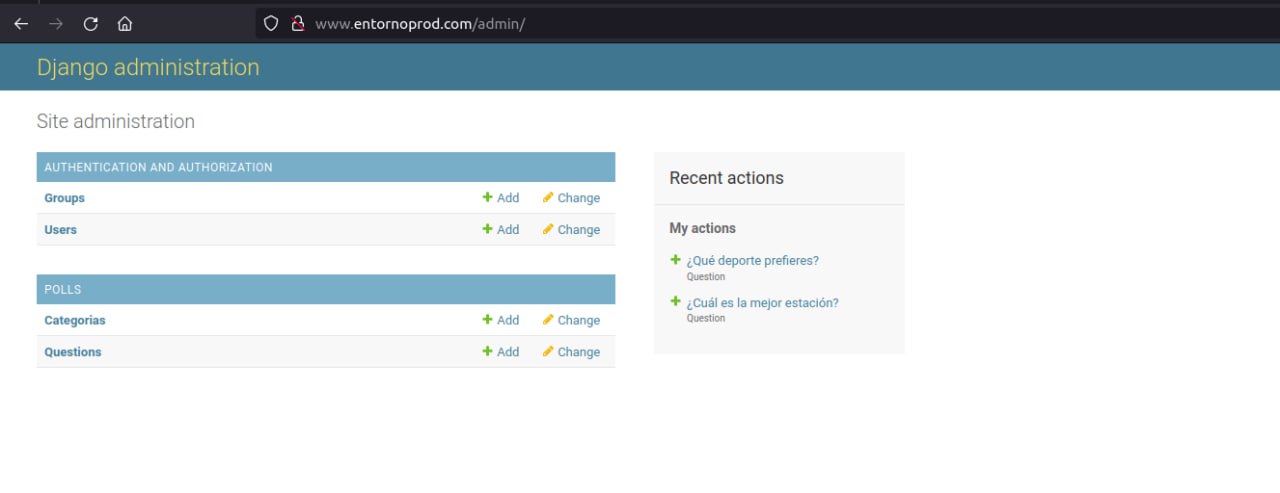 www.entornoprod.com/admin/
Django administration
Site administration
AUTHENTICATION AND AUTHORIZATION
Groups Add Change
Users Add Change
POLLS
Categorias Add Change
Questions Add Change
Recent actions
My actions
¿Qué deporte prefieres?
Question
¿Cuál es la mejor estación?
Question